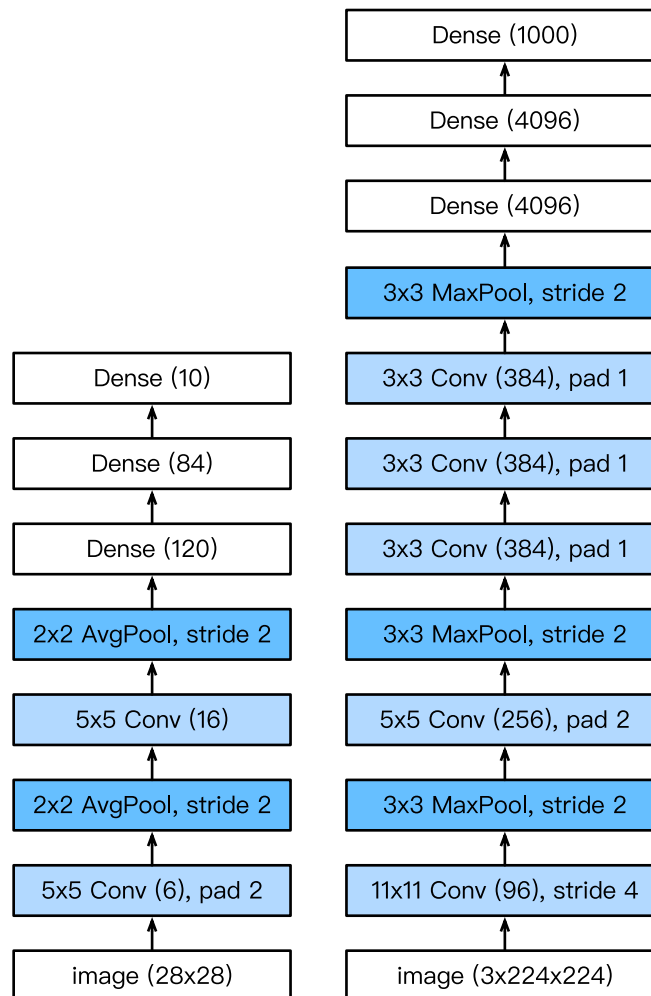 Dense (10)
Dense (84)
Dense (120)
2x2 AvgPool, stride 2
5x5 Conv (16)
2x2 AvgPool, stride 2
5x5 Conv (6), pad 2
image (28x28)
Dense (1000)
Dense (4096)
Dense (4096)
3x3 MaxPool, stride 2
3x3 Conv (384), pad 1
3x3 Conv (384), pad 1
3x3 Conv (384), pad 1
3x3 MaxPool, stride 2
5x5 Conv (256), pad 2
3x3 MaxPool, stride 2
11x11 Conv (96), stride 4
image (3x224x224)